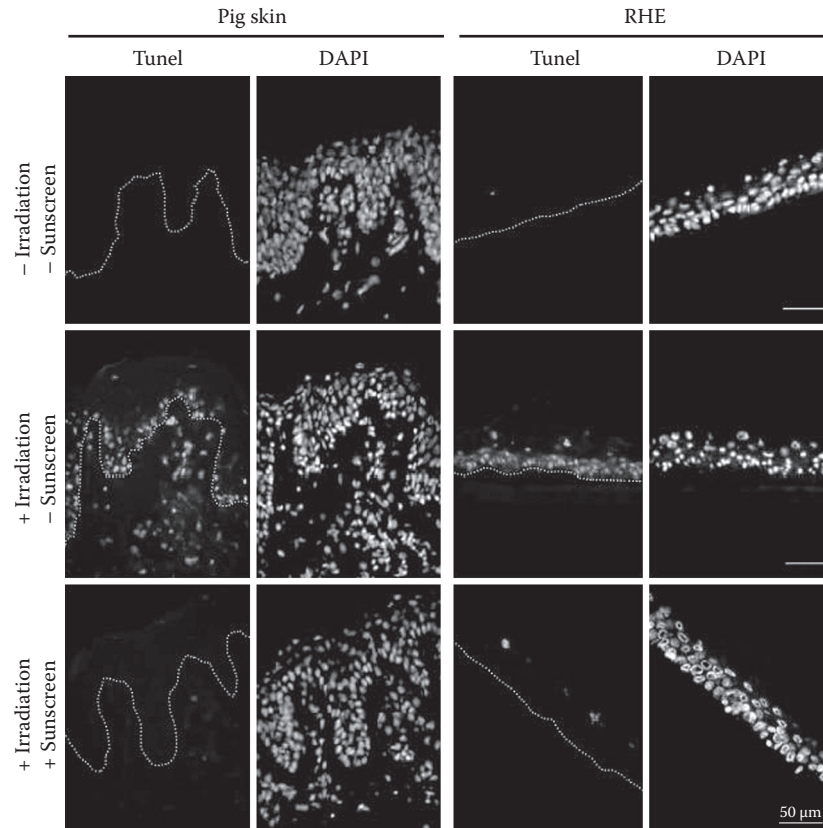 Pig skin
RHE
Tunel
DAPI
Tunel
DAPI
− Irradiation
− Sunscreen
+ Irradiation
− Sunscreen
+ Irradiation
+ Sunscreen
50 μm